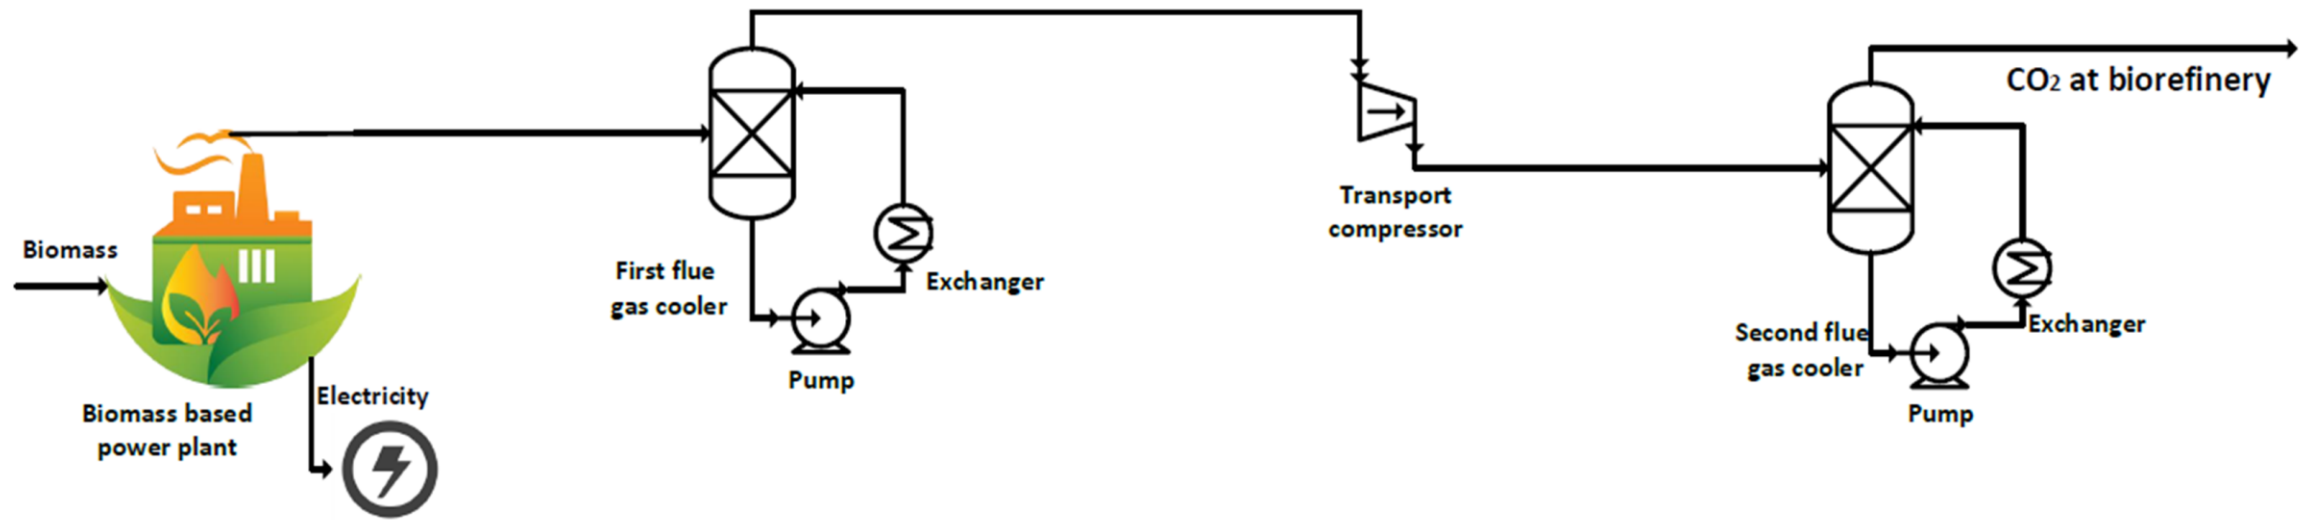 Biomass
Biomass based
power plant
Electricity
First flue
gas cooler
Pump
Exchanger
Transport
compressor
Second flue
gas cooler
Pump
Exchanger
CO2 at biorefinery